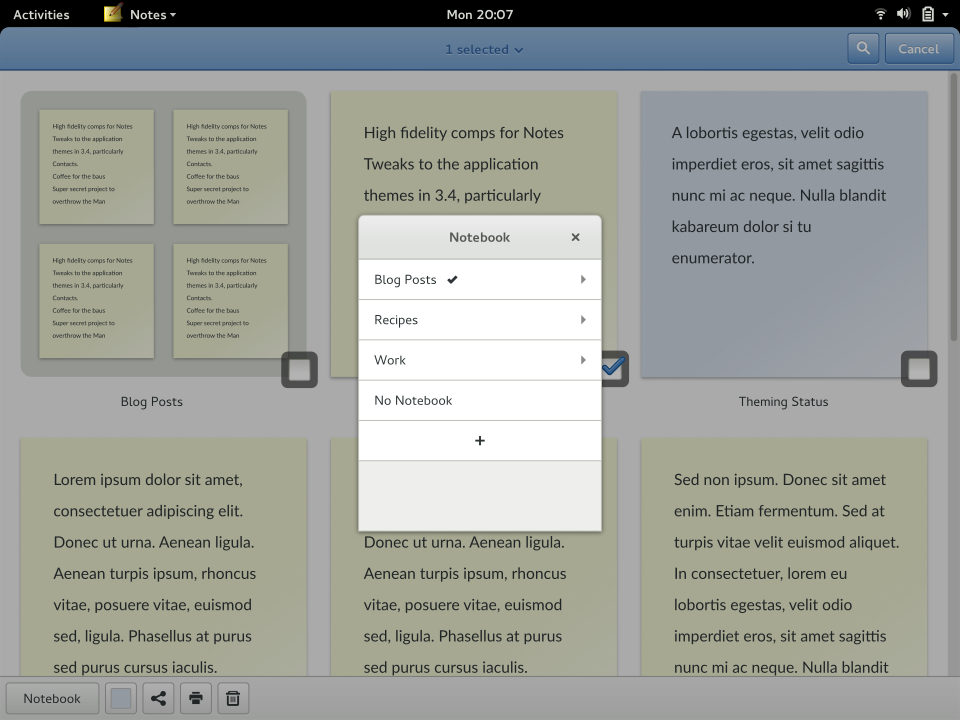 Activities
Notes
Mon 20:07
1 selected
Cancel
High fidelity comps for Notes
Tweaks to the application
themes in 3.4, particularly
Contacts.
Coffee for the baus
Super secret project to
overthrow the Man
High fidelity comps for Notes
Tweaks to the application
themes in 3.4, particularly
Contacts.
Coffee for the baus
Super secret project to
overthrow the Man
High fidelity comps for Notes
Tweaks to the application
themes in 3.4, particularly
Contacts.
Coffee for the baus
Super secret project to
overthrow the Man
High fidelity comps for Notes
Tweaks to the application
themes in 3.4, particularly
Contacts.
Coffee for the baus
Super secret project to
overthrow the Man
Blog Posts
High fidelity comps for Notes
Tweaks to the application
themes in 3.4, particularly
A lobortis egestas, velit odio
imperdiet eros, sit amet sagittis
nunc mi ac neque. Nulla blandit
kabareum dolor si tu
enumerator.
Theming Status
Notebook
Blog Posts
Recipes
Work
No Notebook
+
Lorem ipsum dolor sit amet,
consectetuer adipiscing elit.
Donec ut urna. Aenean ligula.
Aenean turpis ipsum, rhoncus
vitae, posuere vitae, euismod
sed, ligula. Phasellus at purus
sed purus cursus iaculis.
Donec ut urna. Aenean ligula.
Aenean turpis ipsum, rhoncus
vitae, posuere vitae, euismod
sed, ligula. Phasellus at purus
sed purus cursus iaculis.
Sed non ipsum. Donec sit amet
enim. Etiam fermentum. Sed at
turpis vitae velit euismod aliquet.
In consectetuer, lorem eu
lobortis egestas, velit odio
imperdiet eros, sit amet sagittis
nunc mi ac neque. Nulla blandit
Notebook